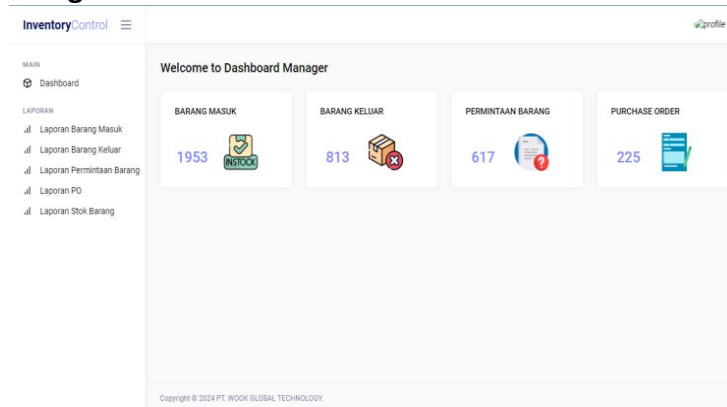 InventoryControl
profile
MAIN
Dashboard
LAPORAN
Laporan Barang Masuk
Laporan Barang Keluar
Laporan Permintaan Barang
Laporan PO
Laporan Stok Barang
Welcome to Dashboard Manager
BARANG MASUK
1953
INSTOCK
BARANG KELUAR
813
PERMINTAAN BARANG
617
PURCHASE ORDER
225
Copyright © 2024 PT. WOOK GLOBAL TECHNOLOGY.